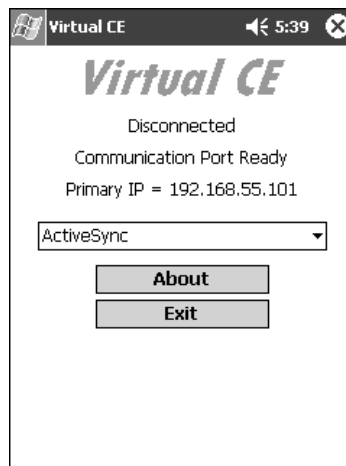 Virtual CE 5:39
Virtual CE
Disconnected
Communication Port Ready
Primary IP = 192.168.55.101
ActiveSync
About
Exit